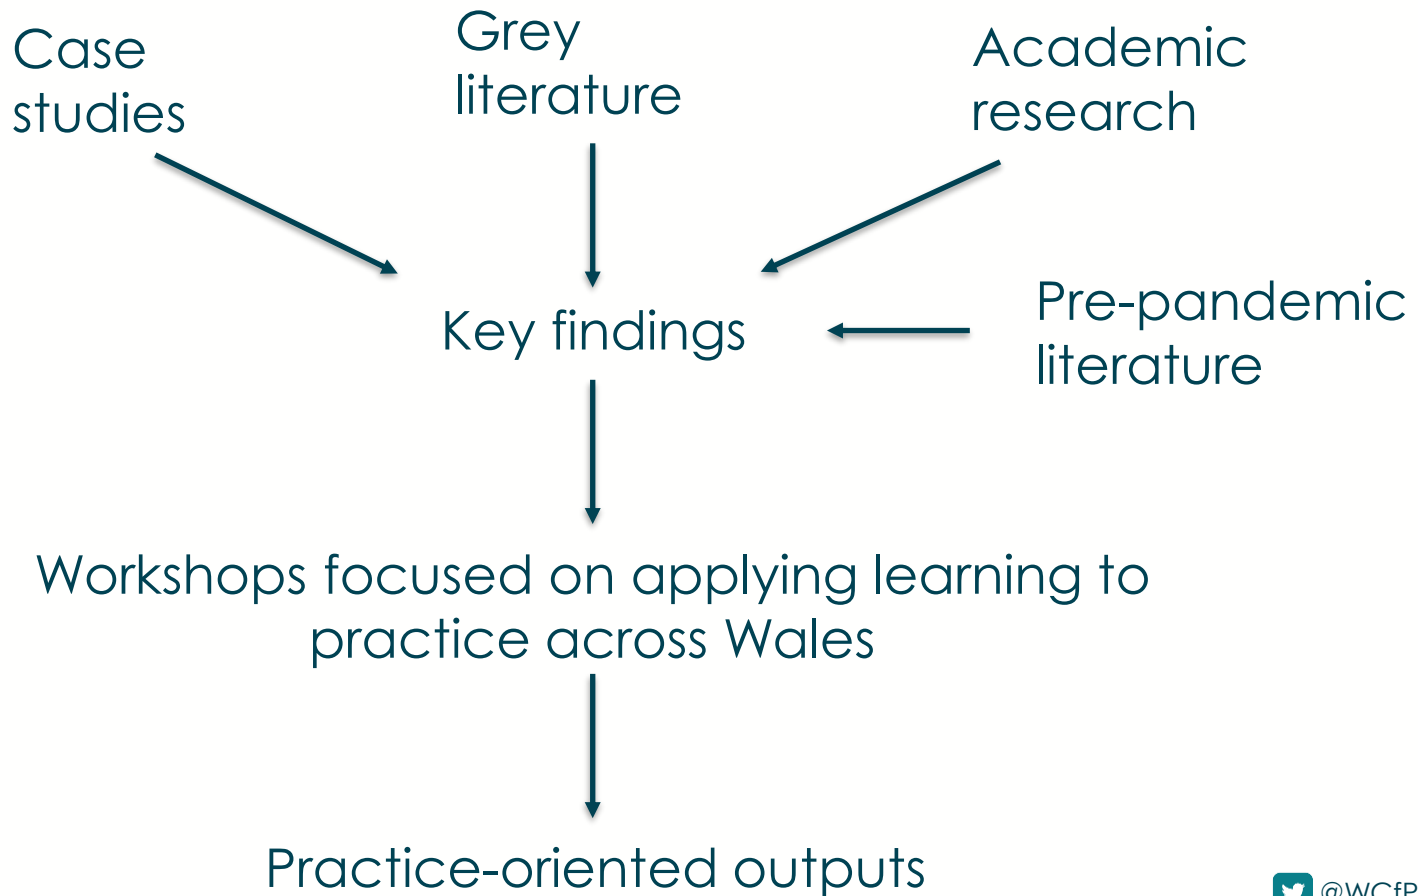 Case
studies
Grey
literature
Academic
research
Key findings
Pre-pandemic
literature
Workshops focused on applying learning to
practice across Wales
Practice-oriented outputs
@WCfP